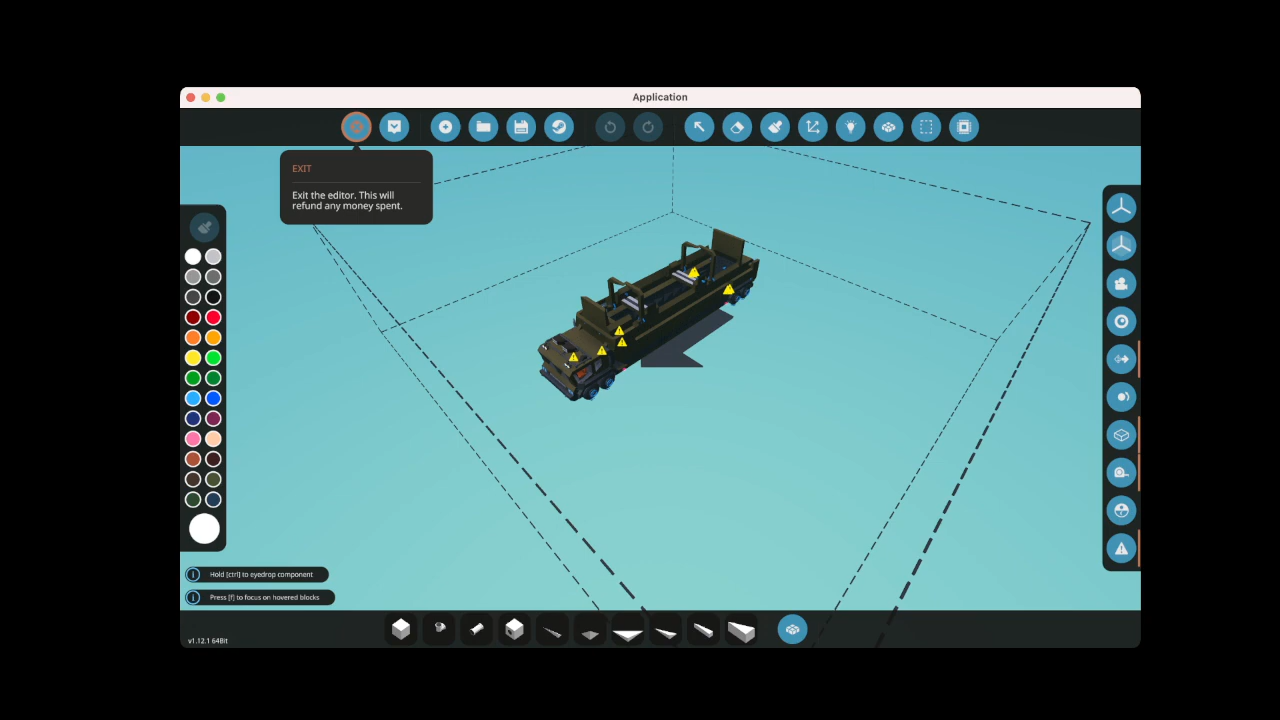 Application
EXIT
Exit the editor. This will
refund any money spent.
Hold [ctrl] to eyedrop component
Press [f] to focus on hovered blocks
v1.12.1 64Bit